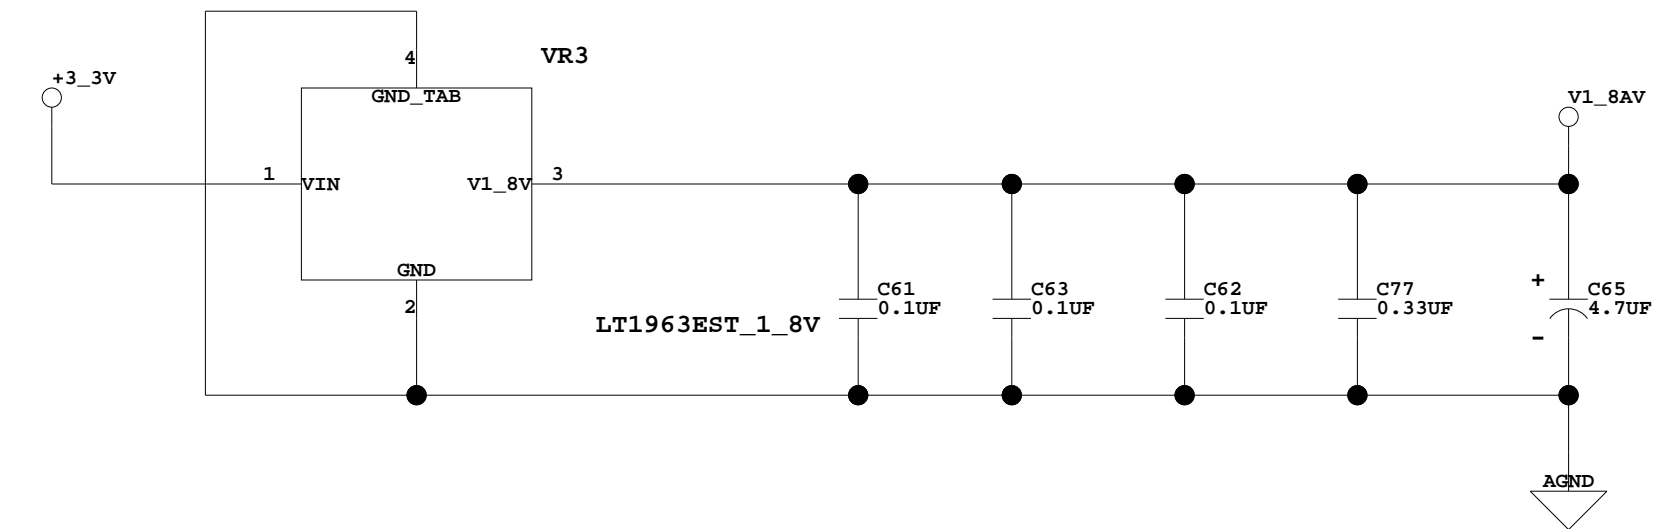 VR3
4
+3_3V
GND_TAB
V1_8AV
1
VIN
V1_8V
3
GND
2
LT1963EST_1_8V
C61
0.1UF
C63
0.1UF
C62
0.1UF
C77
0.33UF
+
C65
4.7UF
-
AGND